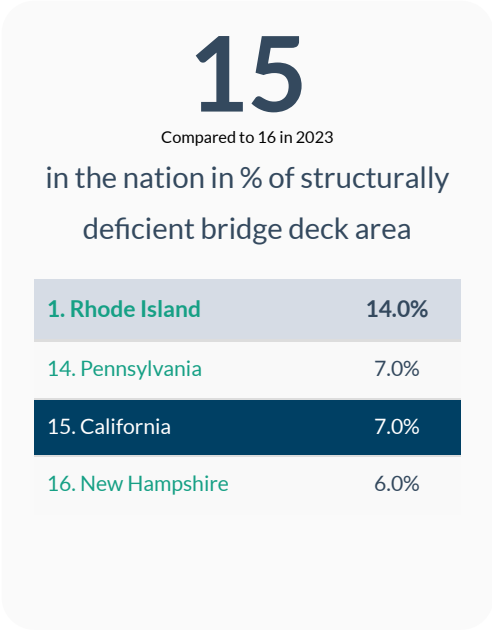 15
Compared to 16 in 2023
in the nation in % of structurally
deficient bridge deck area
1. Rhode Island 14.0%
14. Pennsylvania 7.0%
15. California 7.0%
16. New Hampshire 6.0%